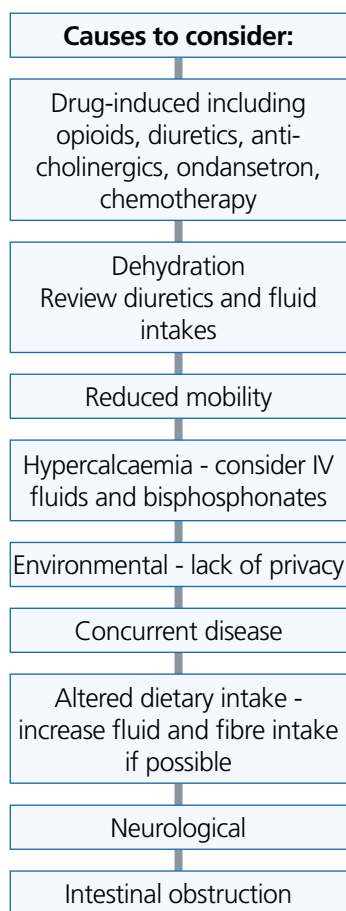 Causes to consider:
Drug-induced including
opioids, diuretics, anti-
cholinergics, ondansetron,
chemotherapy
Dehydration
Review diuretics and fluid
intakes
Reduced mobility
Hypercalcaemia - consider IV
fluids and bisphosphonates
Environmental - lack of privacy
Concurrent disease
Altered dietary intake -
increase fluid and fibre intake
if possible
Neurological
Intestinal obstruction